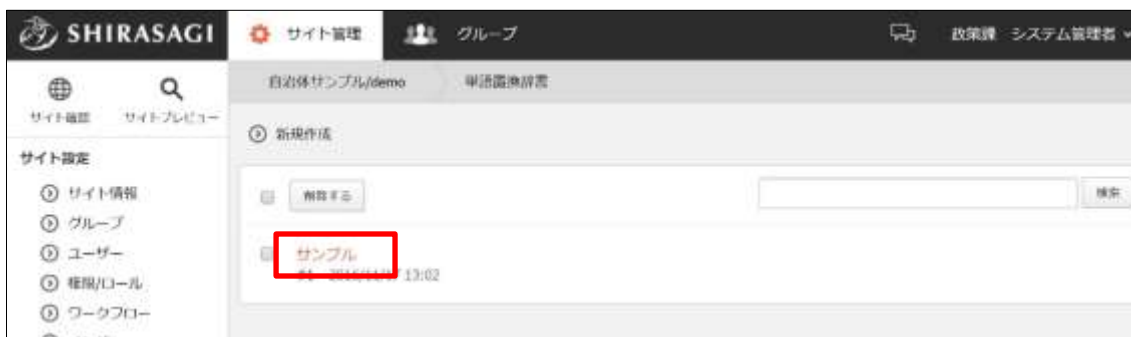 SHIRASAGI
サイト管理
グループ
政策課 システム管理者
サイト確認
サイトプレビュー
自治体サンプル/demo
単語置換辞書
新規作成
サイト設定
サイト情報
グループ
ユーザー
権限/ロール
ワークフロー
削除する
検索
サンプル
13:02